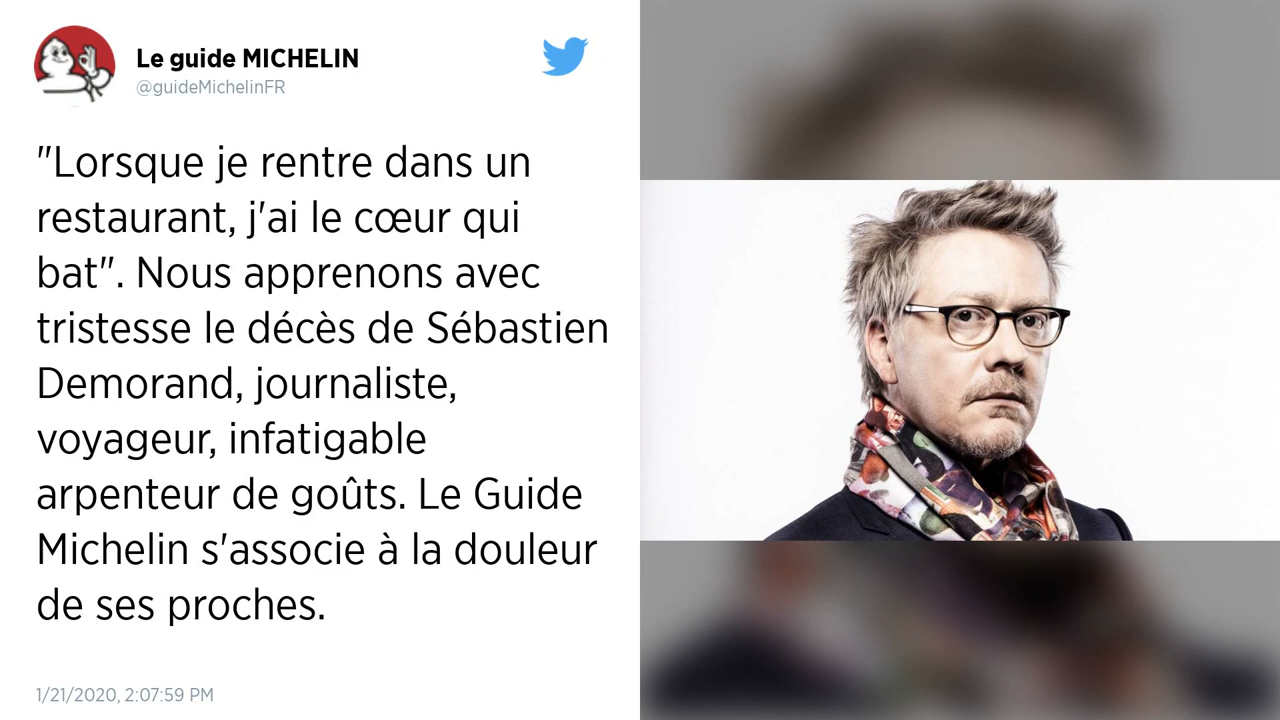 Le guide MICHELIN
@guideMichelinFR
"Lorsque je rentre dans un
restaurant, j'ai le cœur qui
bat". Nous apprenons avec
tristesse le décès de Sébastien
Demorand, journaliste,
voyageur, infatigable
arpenteur de goûts. Le Guide
Michelin s'associe à la douleur
de ses proches.
1/21/2020, 2:07:59 PM